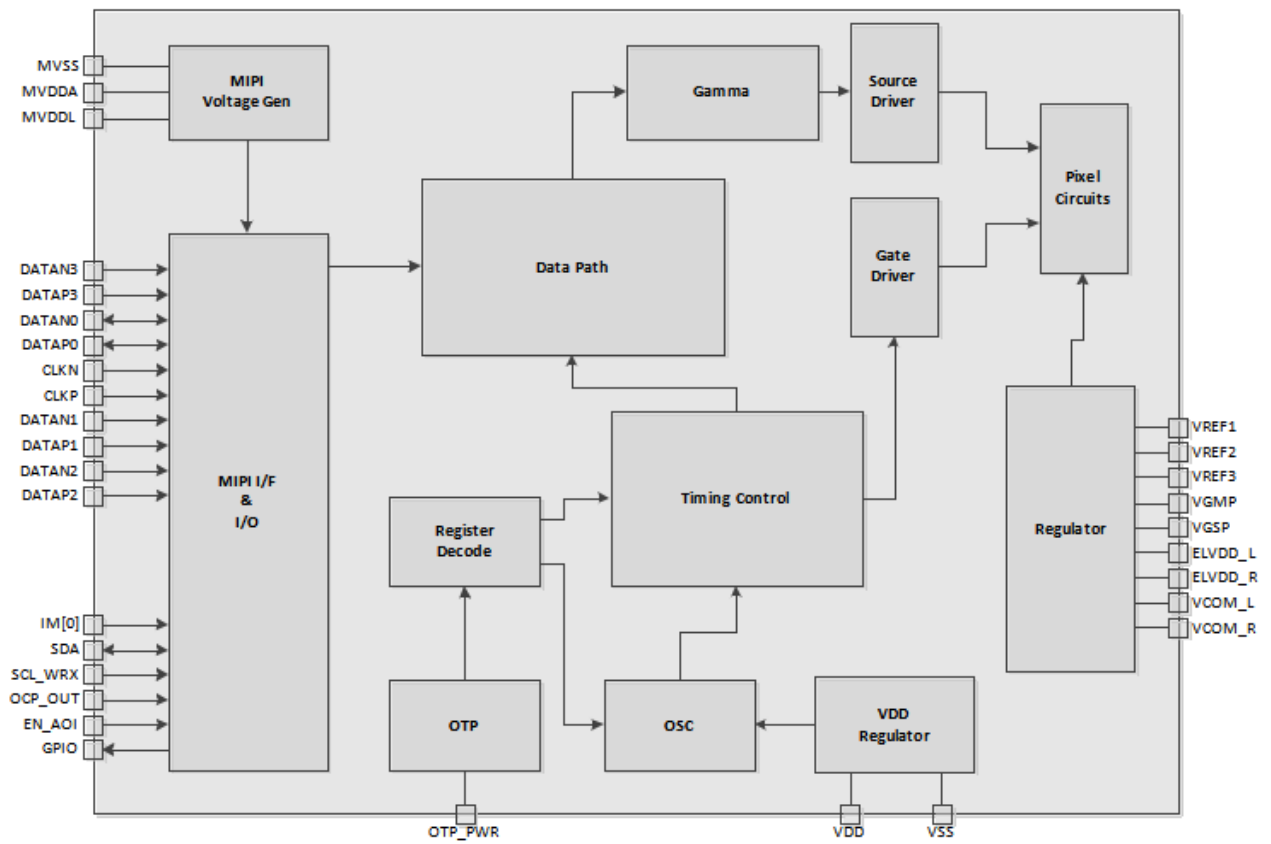 MVSS
MVDDA
MVDDL
MIPI
Voltage Gen
Gamma
Source
Driver
Pixel
Circuits
Data Path
Gate
Driver
DATAN3
DATAP3
DATAN0
DATAP0
CLKN
CLKP
DATAN1
DATAP1
DATAN2
DATAP2
MIPI I/F
&
I/O
IM[0]
SDA
SCL_WRX
OCP_OUT
EN_AOI
GPIO
Register
Decode
Timing Control
Regulator
VREF1
VREF2
VREF3
VGMP
VGSP
ELVDD_L
ELVDD_R
VCOM_L
VCOM_R
OTP
OSC
VDD
Regulator
OTP_PWR
VDD
VSS